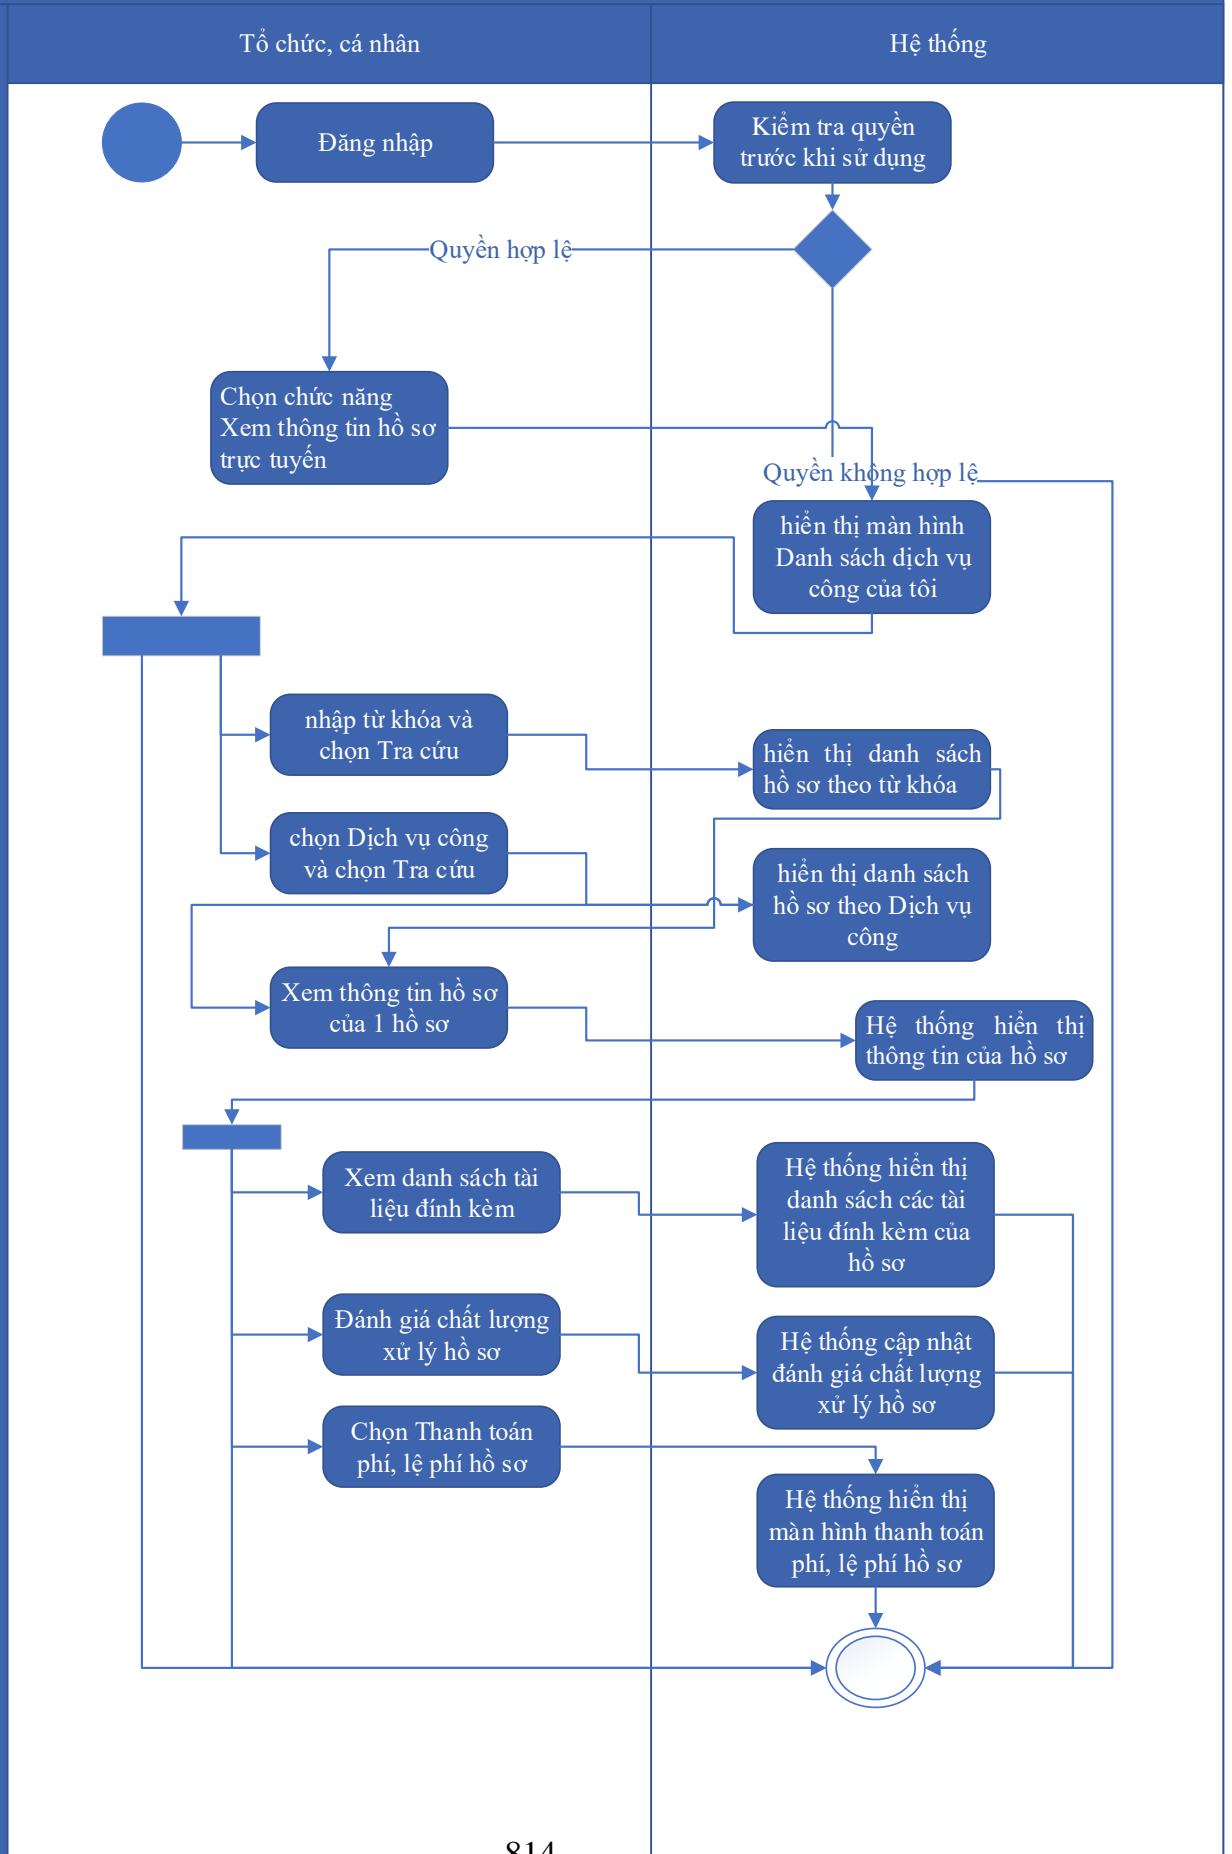 Tổ chức, cá nhân
Hệ thống
Đăng nhập
Kiểm tra quyền
trước khi sử dụng
Quyền hợp lệ
Chọn chức năng
Xem thông tin hồ sơ
trực tuyến
Quyền không hợp lệ
hiển thị màn hình
Danh sách dịch vụ
công của tôi
nhập từ khóa và
chọn Tra cứu
hiển thị danh sách
hồ sơ theo từ khóa
chọn Dịch vụ công
và chọn Tra cứu
hiển thị danh sách
hồ sơ theo Dịch vụ
công
Xem thông tin hồ sơ
của 1 hồ sơ
Hệ thống hiển thị
thông tin của hồ sơ
Xem danh sách tài
liệu đính kèm
Hệ thống hiển thị
danh sách các tài
liệu đính kèm của
hồ sơ
Đánh giá chất lượng
xử lý hồ sơ
Hệ thống cập nhật
đánh giá chất lượng
xử lý hồ sơ
Chọn Thanh toán
phí, lệ phí hồ sơ
Hệ thống hiển thị
màn hình thanh toán
phí, lệ phí hồ sơ
814